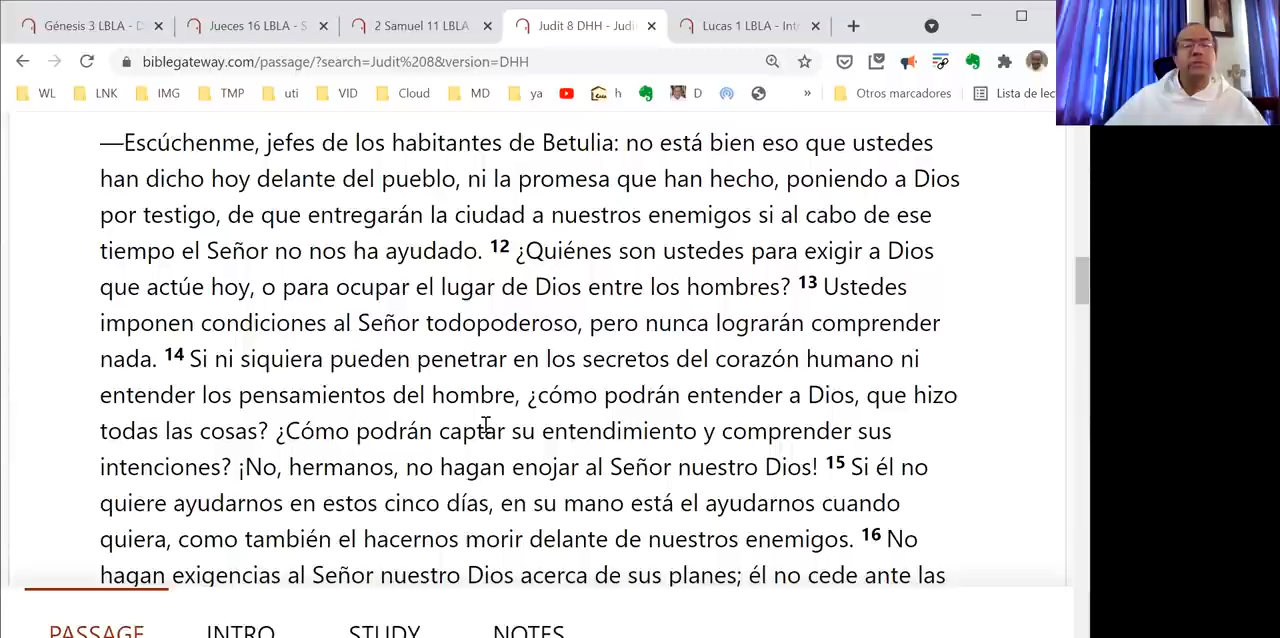 Génesis 3 LBLA - D
Jueces 16 LBLA - S
2 Samuel 11 LBLA
Judit 8 DHH - Judi
Lucas 1 LBLA - Int
biblegateway.com/passage/?search=Judit%208&version=DHH
WL LNK IMG TMP uti VID Cloud MD ya h D » Otros marcadores Lista de lec
—Escúchenme, jefes de los habitantes de Betulia: no está bien eso que ustedes
han dicho hoy delante del pueblo, ni la promesa que han hecho, poniendo a Dios
por testigo, de que entregarán la ciudad a nuestros enemigos si al cabo de ese
tiempo el Señor no nos ha ayudado. 12 ¿Quiénes son ustedes para exigir a Dios
que actúe hoy, o para ocupar el lugar de Dios entre los hombres? 13 Ustedes
imponen condiciones al Señor todopoderoso, pero nunca lograrán comprender
nada. 14 Si ni siquiera pueden penetrar en los secretos del corazón humano ni
entender los pensamientos del hombre, ¿cómo podrán entender a Dios, que hizo
todas las cosas? ¿Cómo podrán captar su entendimiento y comprender sus
intenciones? ¡No, hermanos, no hagan enojar al Señor nuestro Dios! 15 Si él no
quiere ayudarnos en estos cinco días, en su mano está el ayudarnos cuando
quiera, como también el hacernos morir delante de nuestros enemigos. 16 No
hagan exigencias al Señor nuestro Dios acerca de sus planes; él no cede ante las
PASSAGE INTRO STUDY NOTES